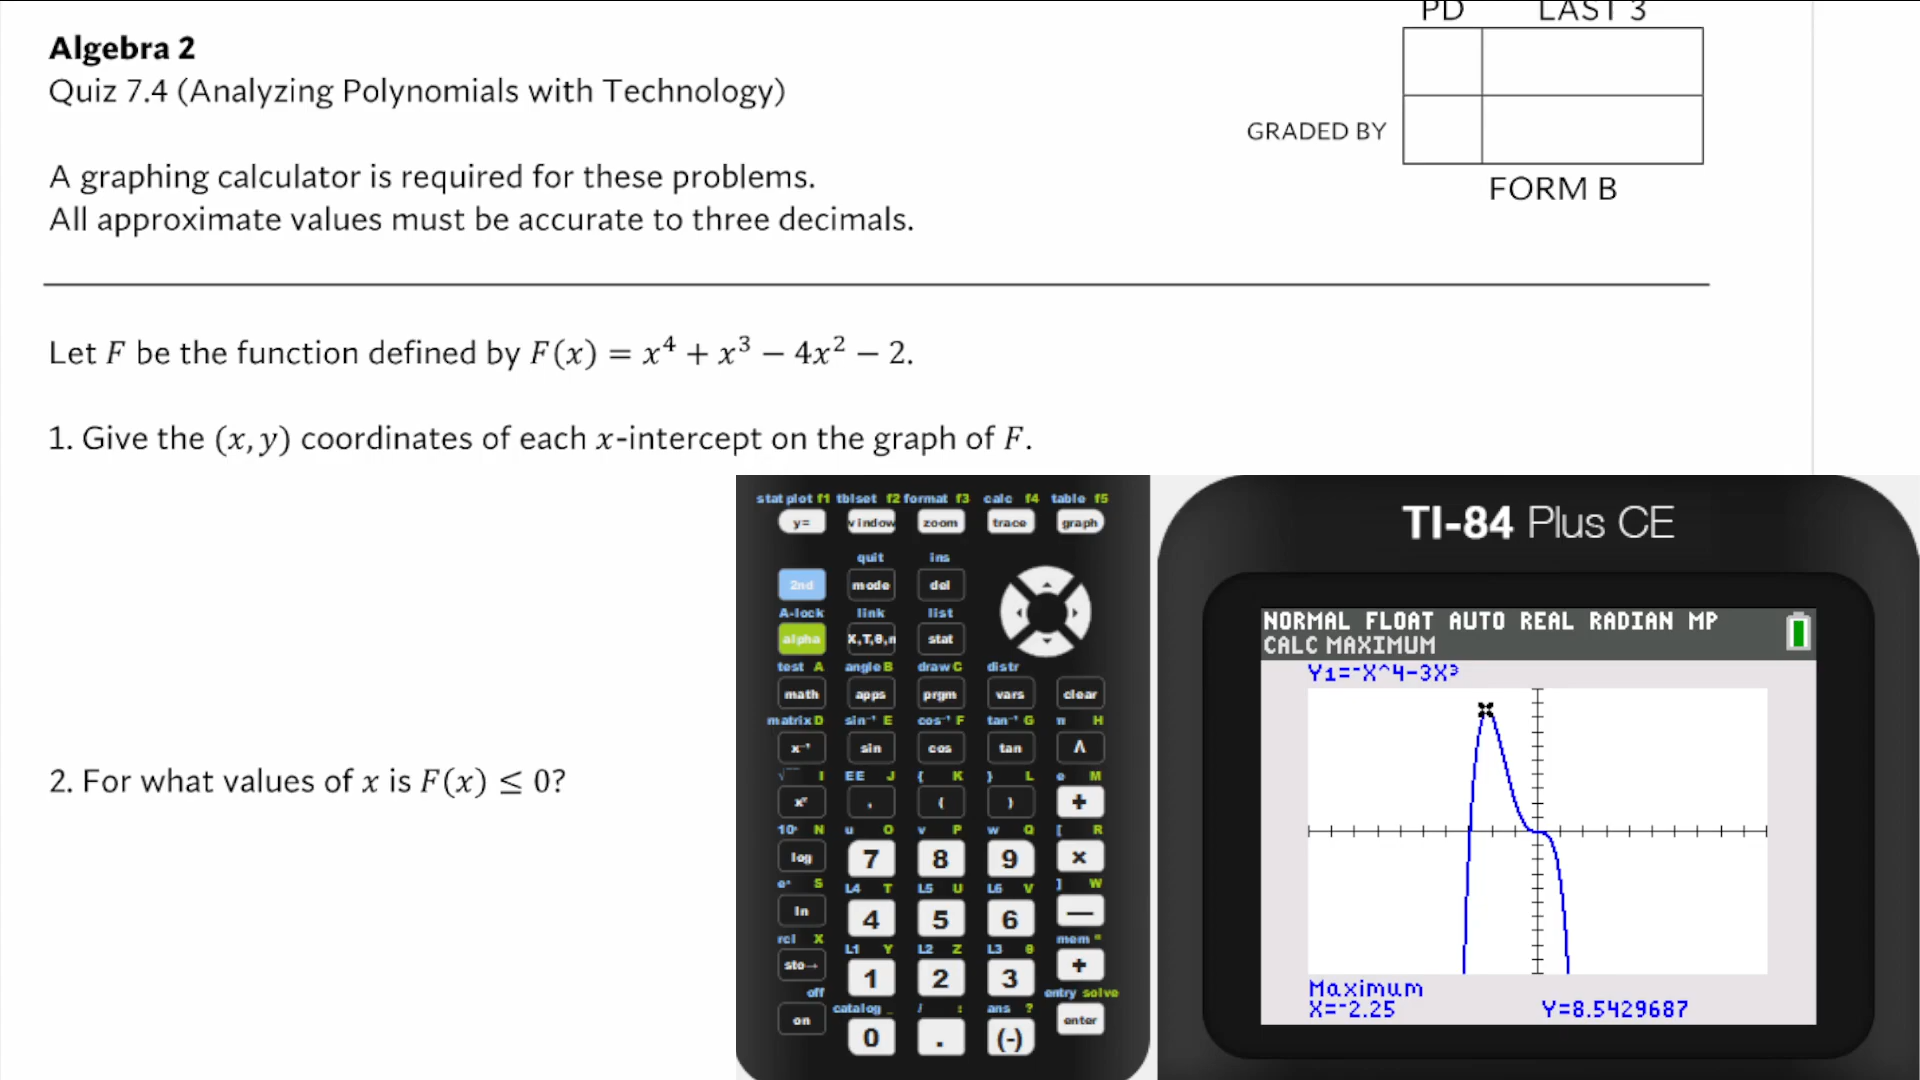 PD LAST 3
Algebra 2
Quiz 7.4 (Analyzing Polynomials with Technology)
GRADED BY
A graphing calculator is required for these problems.
FORM B
All approximate values must be accurate to three decimals.
Let F be the function defined by F(x) = x⁴ + x³ − 4x² − 2.
1. Give the (x, y) coordinates of each x-intercept on the graph of F.
2. For what values of x is F(x) ≤ 0?
stat plot f1 tblset f2 format f3 calc f4 table f5
y= window zoom trace graph
quit ins
2nd mode del
A-lock link list
alpha X,T,θ,n stat
test A angle B draw C distr
math apps prgm vars clear
matrix D sin⁻¹ E cos⁻¹ F tan⁻¹ G π H
x⁻¹ sin cos tan ^
√ I EE J { K } L e M
x² , ( ) +
10ˣ N u O v P w Q [ R
log 7 8 9 ×
eˣ S L4 T L5 U L6 V ] W
ln 4 5 6 —
rcl X L1 Y L2 Z L3 θ mem "
sto→ 1 2 3 +
off catalog _ i : ans ? entry solve
on 0 . (-) enter
TI-84 Plus CE
NORMAL FLOAT AUTO REAL RADIAN MP
CALC MAXIMUM
Y1=-X^4-3X³
Maximum
X=-2.25 Y=8.5429687